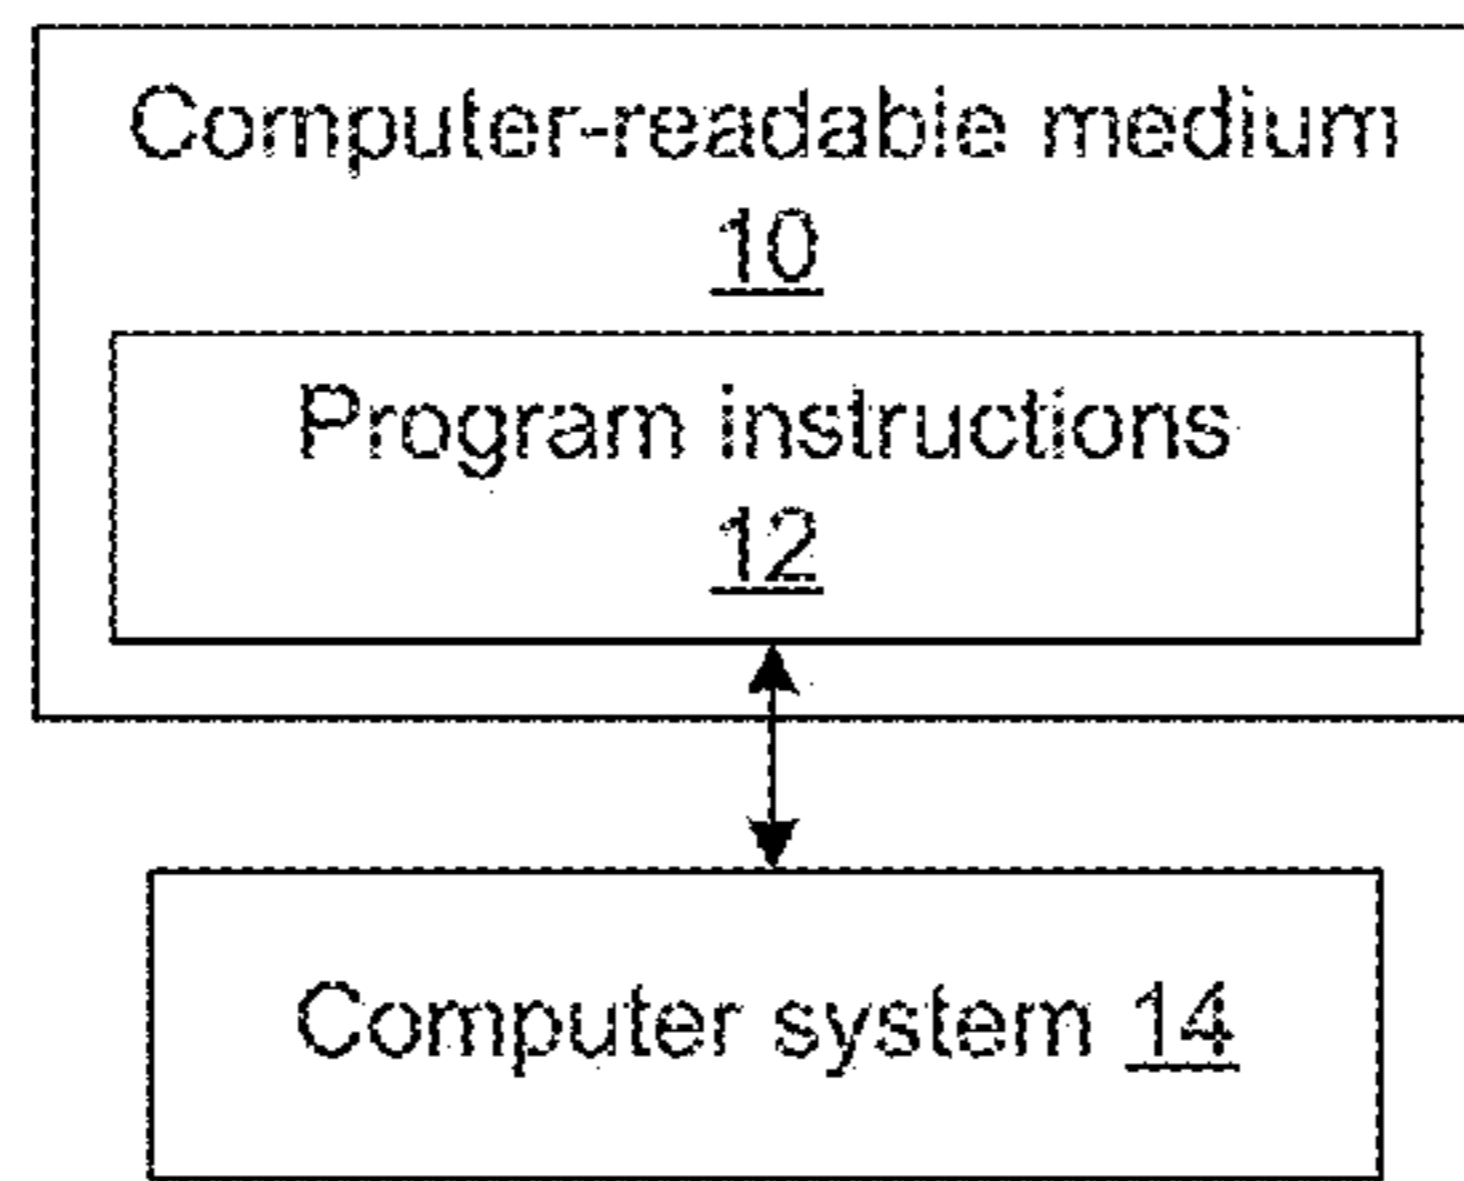 Computer-readable medium
10
Program instructions
12
Computer system 14